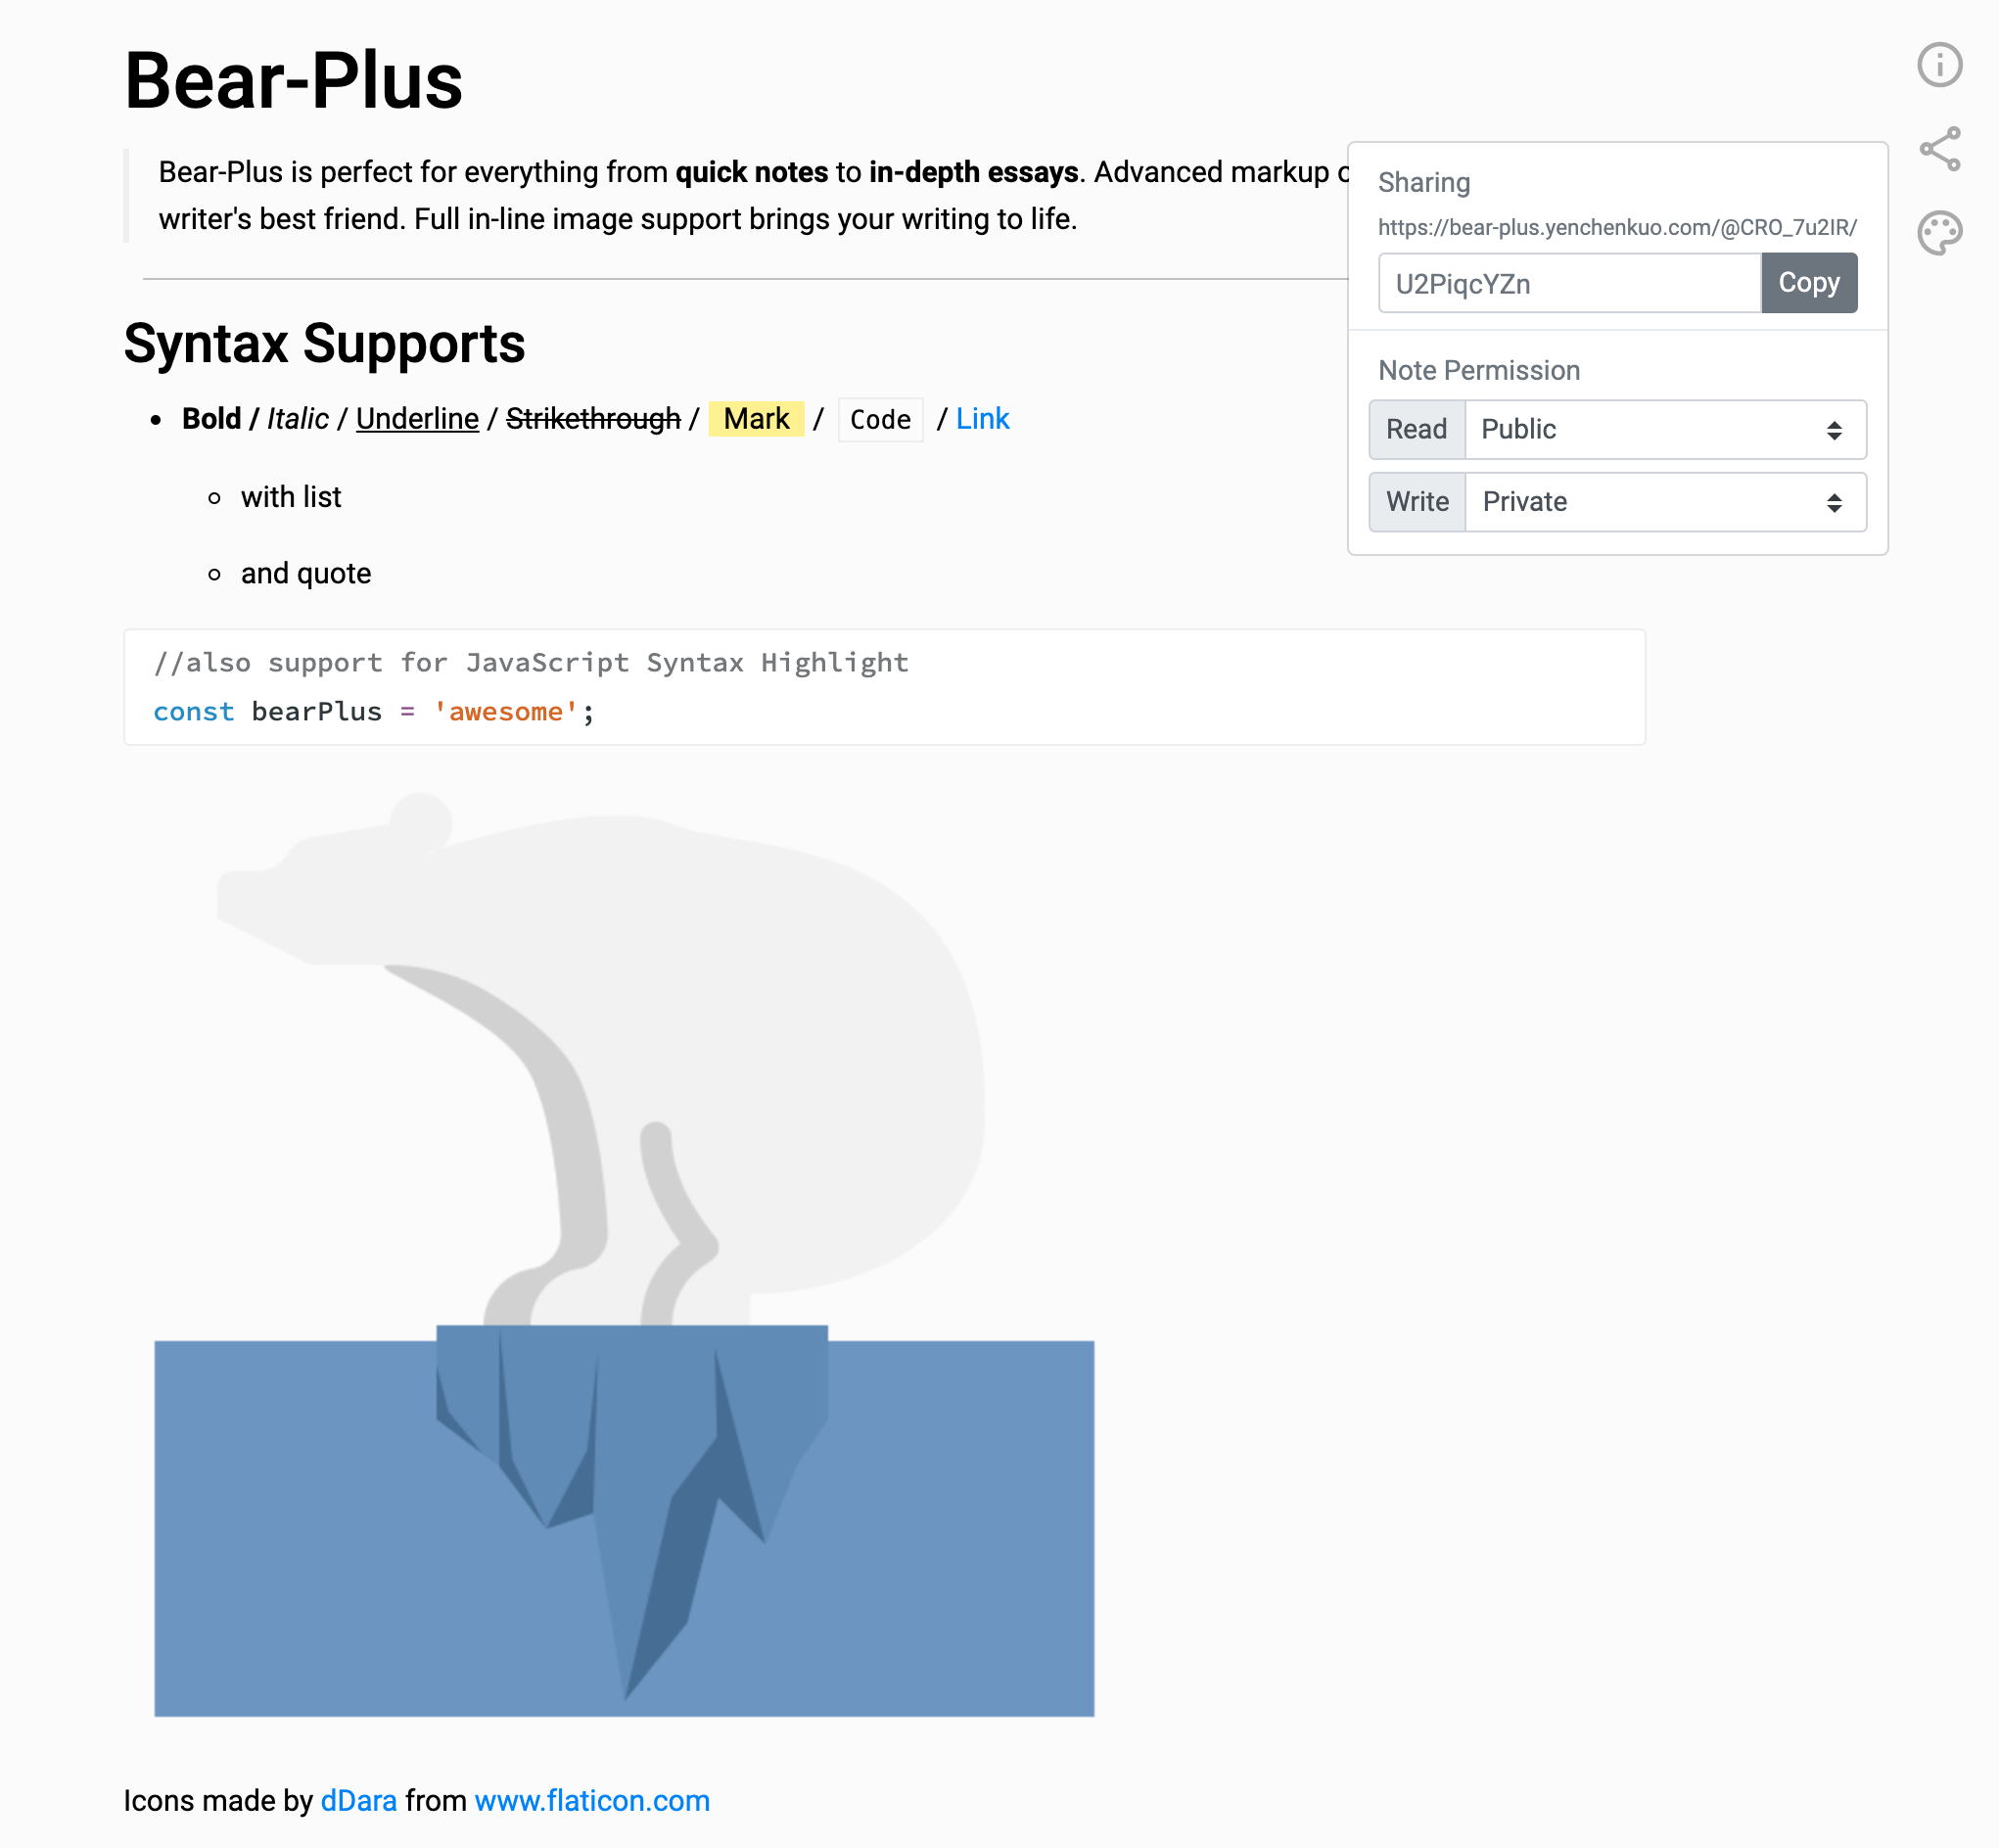 Bear-Plus
Bear-Plus is perfect for everything from quick notes to in-depth essays. Advanced markup
writer's best friend. Full in-line image support brings your writing to life.
Sharing
https://bear-plus.yenchenkuo.com/@CRO_7u2IR/
U2PiqcYZn
Copy
Note Permission
Read Public
Write Private
Syntax Supports
Bold / Italic / Underline / Strikethrough / Mark / Code / Link
with list
and quote
//also support for JavaScript Syntax Highlight
const bearPlus = 'awesome';
Icons made by dDara from www.flaticon.com